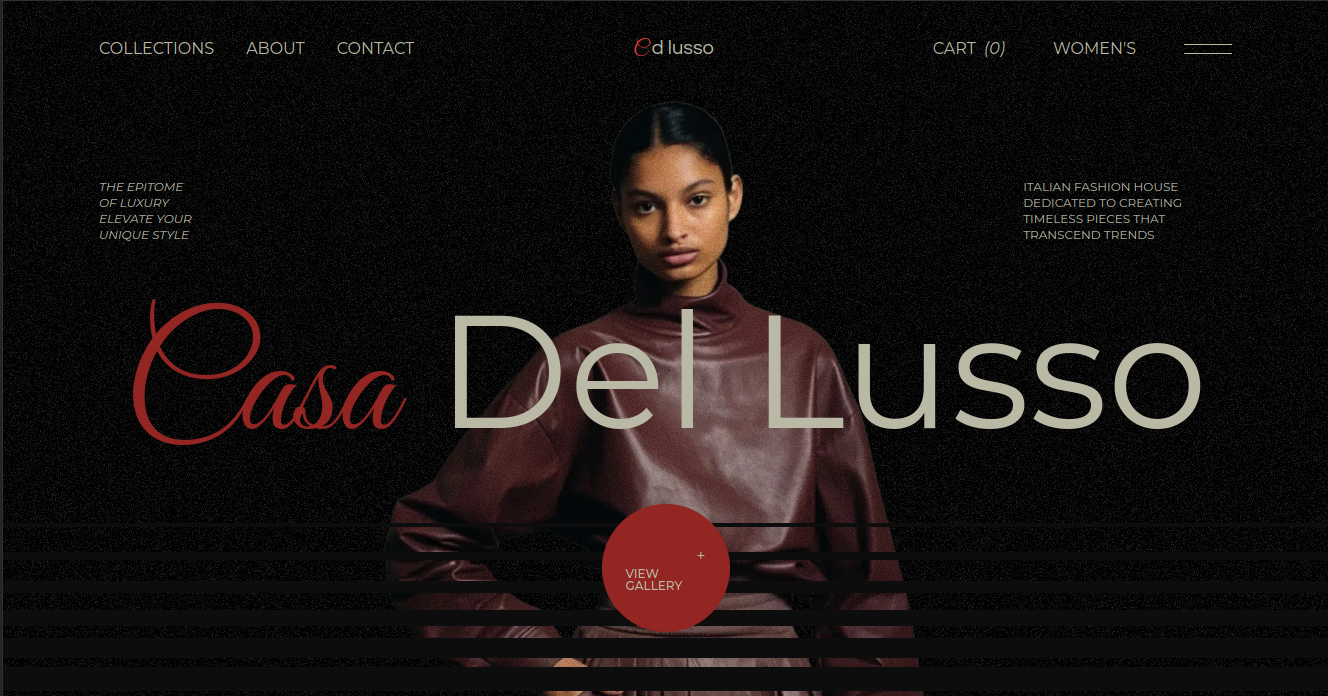 COLLECTIONS ABOUT CONTACT
Cd lusso
CART (0) WOMEN'S
THE EPITOME
OF LUXURY
ELEVATE YOUR
UNIQUE STYLE
ITALIAN FASHION HOUSE
DEDICATED TO CREATING
TIMELESS PIECES THAT
TRANSCEND TRENDS
Casa Del Lusso
+
VIEW
GALLERY